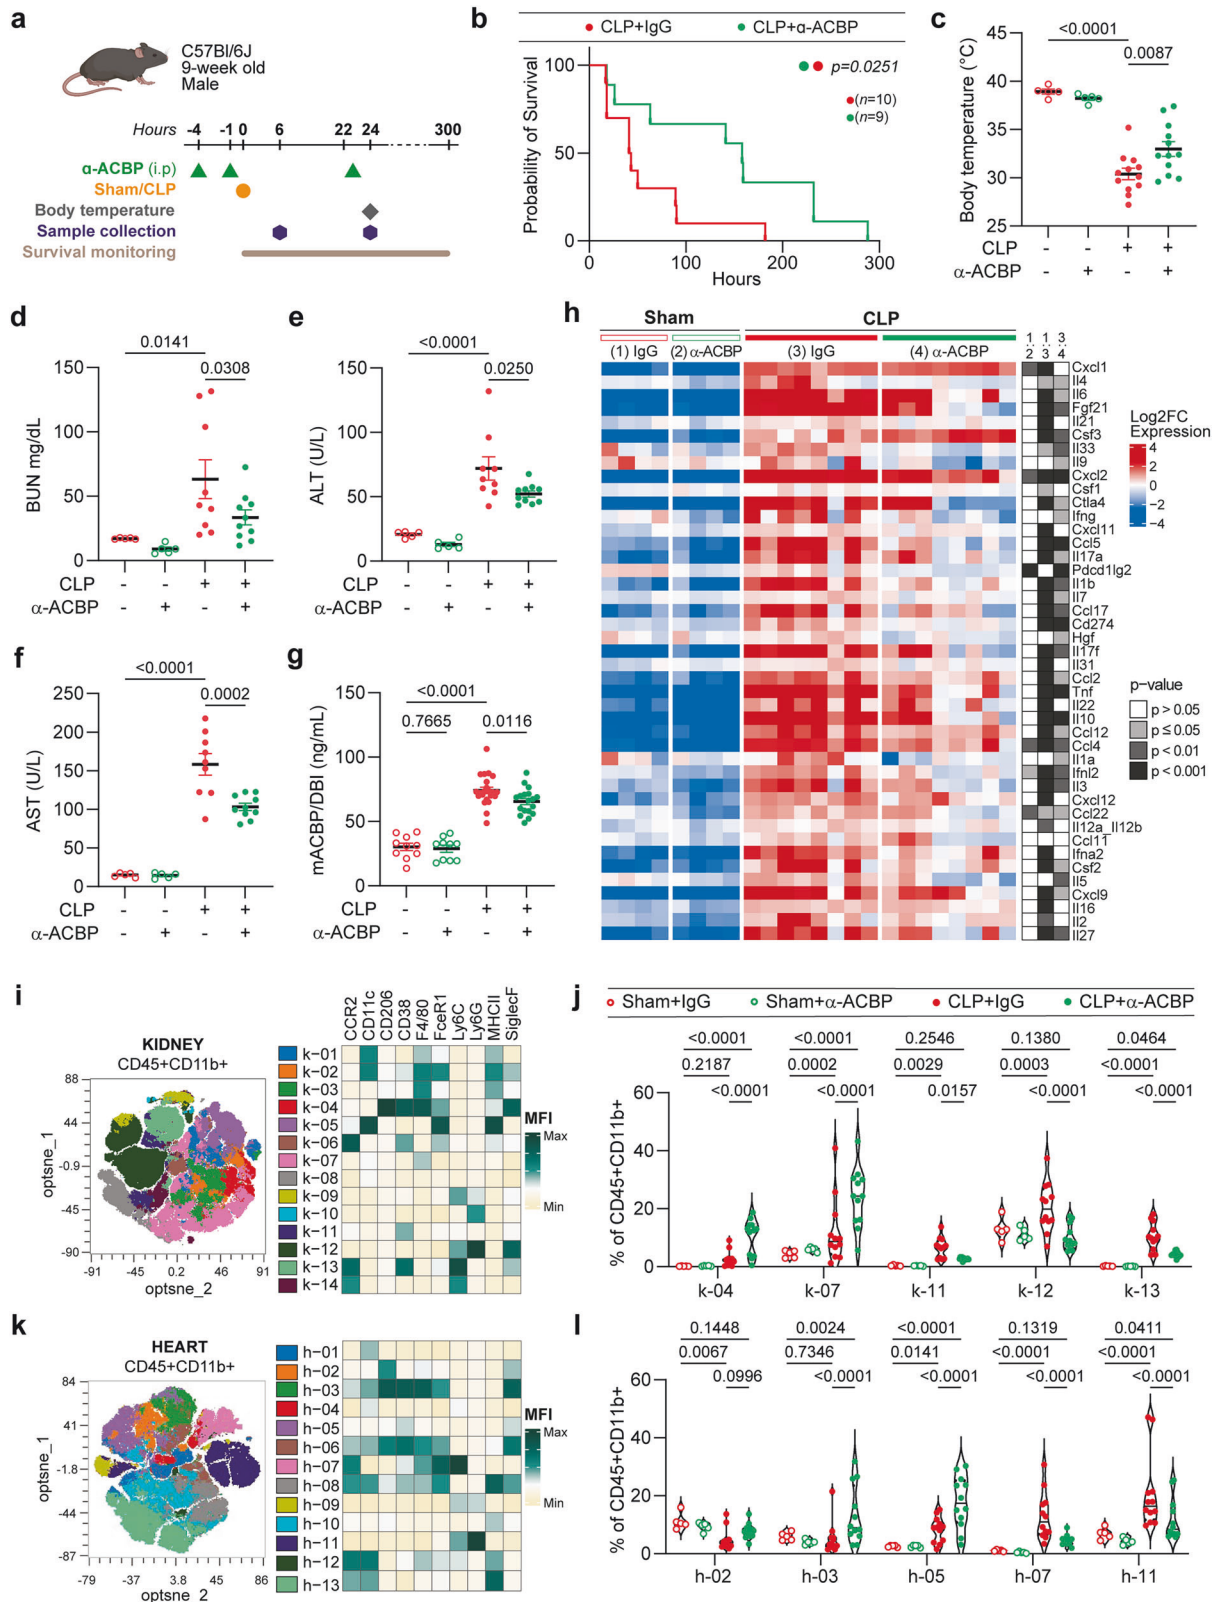 a
C57Bl/6J
9-week old
Male
Hours -4 -1 0 6 22 24 300
α-ACBP (i.p)
Sham/CLP
Body temperature
Sample collection
Survival monitoring
b
CLP+IgG CLP+α-ACBP
Probability of Survival
100
50
0
p=0.0251
(n=10)
(n=9)
0 100 200 300
Hours
c
Body temperature (°C)
45
40
35
30
25
<0.0001
0.0087
CLP - - + +
α-ACBP - + - +
d
BUN mg/dL
150
100
50
0
0.0141
0.0308
CLP - - + +
α-ACBP - + - +
e
ALT (U/L)
150
100
50
0
<0.0001
0.0250
CLP - - + +
α-ACBP - + - +
f
AST (U/L)
250
200
150
100
50
0
<0.0001
0.0002
CLP - - + +
α-ACBP - + - +
g
mACBP/DBI (ng/mL)
150
100
50
0
<0.0001
0.7665 0.0116
CLP - - + +
α-ACBP - + - +
h
Sham CLP
(1) IgG (2) α-ACBP (3) IgG (4) α-ACBP
1 1 3
2 3 4
Cxcl1
Il4
Il6
Fgf21
Il21
Csf3
Il33
Il9
Cxcl2
Csf1
Ctla4
Ifng
Cxcl11
Ccl5
Il17a
Pdcd1lg2
Il1b
Il7
Ccl17
Cd274
Hgf
Il17f
Il31
Ccl2
Tnf
Il22
Il10
Ccl12
Ccl4
Il1a
Ifnl2
Il3
Cxcl12
Ccl22
Il12a_Il12b
Ccl11
Ifna2
Csf2
Il5
Cxcl9
Il16
Il2
Il27
Log2FC
Expression
4
2
0
−2
−4
p−value
p > 0.05
p ≤ 0.05
p < 0.01
p < 0.001
i
KIDNEY
CD45+CD11b+
optsne_1
88
44
-0.9
-45
-90
-91 -45 0.2 46 91
optsne_2
CCR2 CD11c CD206 CD38 F4/80 FceR1 Ly6C Ly6G MHCII SiglecF
k−01
k−02
k−03
k−04
k−05
k−06
k−07
k−08
k−09
k−10
k−11
k−12
k−13
k−14
MFI
Max
Min
j
Sham+IgG Sham+α-ACBP CLP+IgG CLP+α-ACBP
% of CD45+CD11b+
60
40
20
0
<0.0001 <0.0001 0.2546 0.1380 0.0464
0.2187 0.0002 0.0029 0.0003 <0.0001
<0.0001 <0.0001 0.0157 <0.0001 <0.0001
k-04 k-07 k-11 k-12 k-13
k
HEART
CD45+CD11b+
optsne_1
84
41
-1.8
-44
-87
-79 -37 3.8 45 86
optsne_2
h−01
h−02
h−03
h−04
h−05
h−06
h−07
h−08
h−09
h−10
h−11
h−12
h−13
MFI
Max
Min
l
% of CD45+CD11b+
60
40
20
0
0.1448 0.0024 <0.0001 0.1319 0.0411
0.0067 0.7346 0.0141 <0.0001 <0.0001
0.0996 <0.0001 <0.0001 <0.0001 <0.0001
h-02 h-03 h-05 h-07 h-11